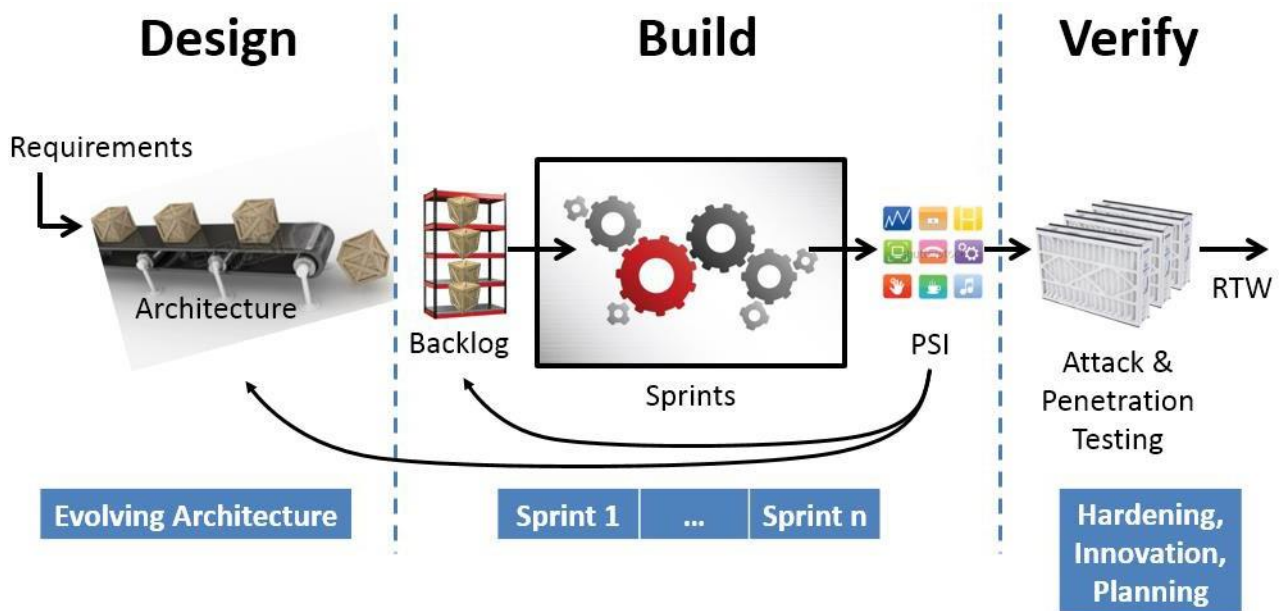 Design
Build
Verify
Requirements
Architecture
Backlog
Sprints
PSI
RTW
Attack &
Penetration
Testing
Evolving Architecture
Sprint 1
...
Sprint n
Hardening,
Innovation,
Planning